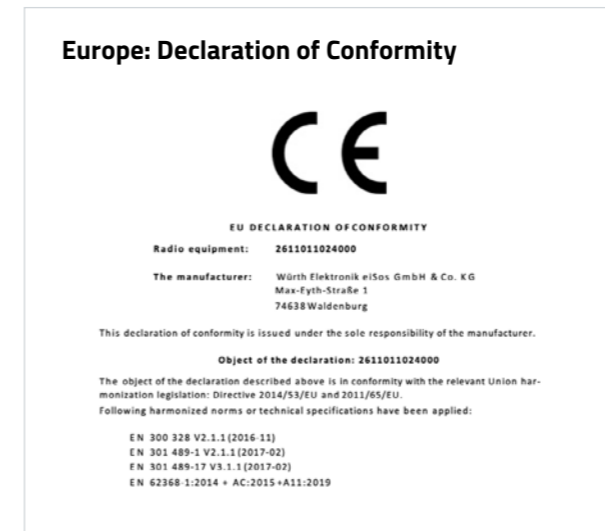 Europe: Declaration of Conformity
CE
EU DECLARATION OF CONFORMITY
Radio equipment: 2611011024000
The manufacturer: Würth Elektronik eiSos GmbH & Co. KG
Max-Eyth-Straße 1
74638 Waldenburg
This declaration of conformity is issued under the sole responsibility of the manufacturer.
Object of the declaration: 2611011024000
The object of the declaration described above is in conformity with the relevant Union har-
monization legislation: Directive 2014/53/EU and 2011/65/EU.
Following harmonized norms or technical specifications have been applied:
EN 300 328 V2.1.1 (2016-11)
EN 301 489-1 V2.1.1 (2017-02)
EN 301 489-17 V3.1.1 (2017-02)
EN 62368-1:2014 + AC:2015 +A11:2019